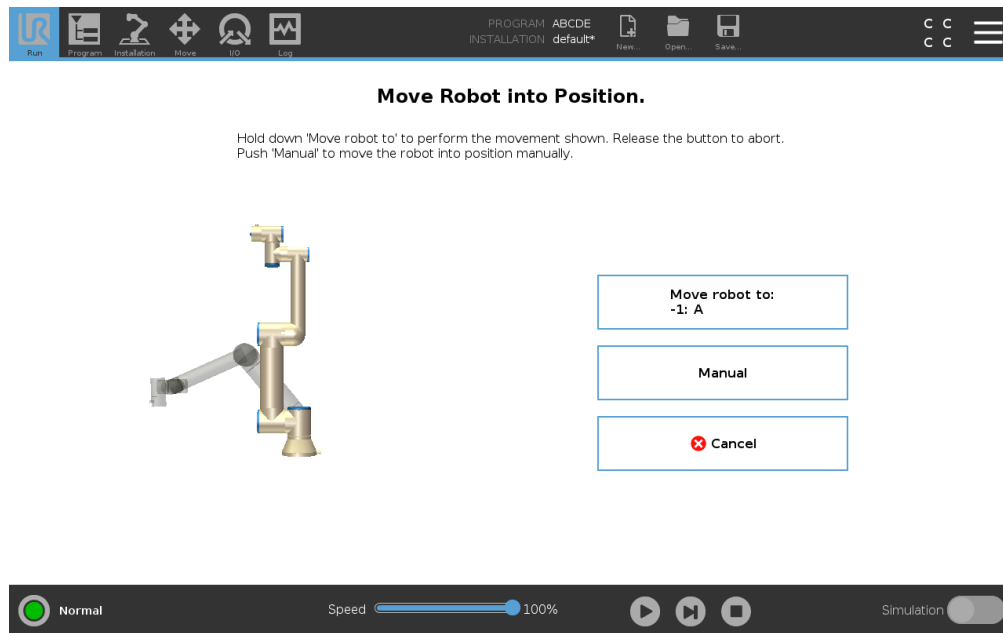 UR
PROGRAM ABCDE
INSTALLATION default*
Run
Program
Installation
Move
I/O
Log
New...
Open...
Save...
C C
C C
Move Robot into Position.
Hold down 'Move robot to' to perform the movement shown. Release the button to abort.
Push 'Manual' to move the robot into position manually.
Move robot to:
-1: A
Manual
Cancel
Normal
Speed
100%
Simulation